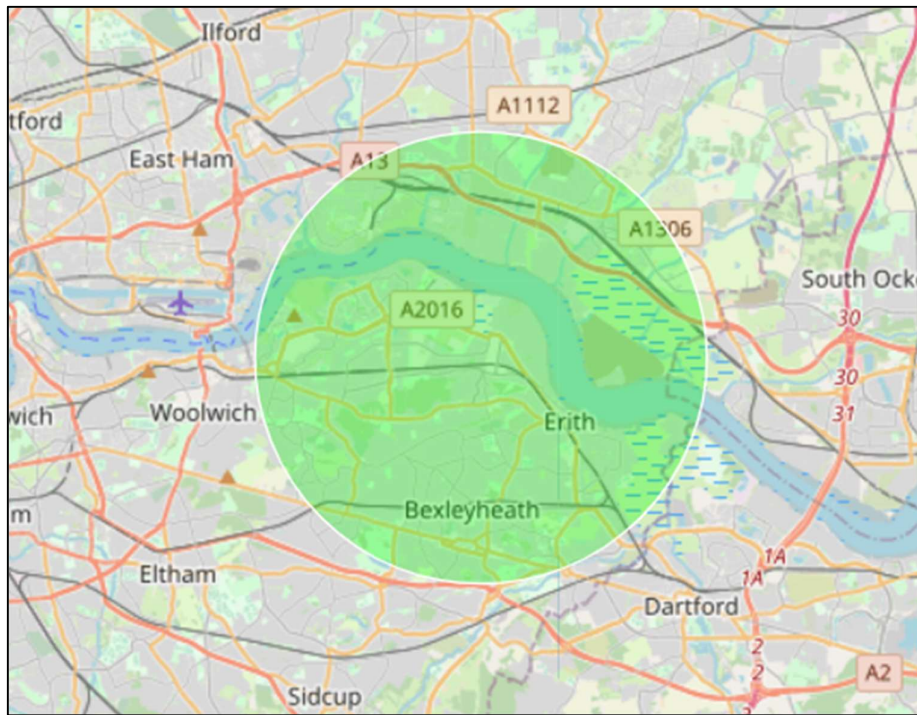 Ilford
A1112
tford
East Ham
A13
A1306
South Ocke
30
A2016
30
31
Woolwich
wich
Erith
Bexleyheath
m
1A
Eltham
1A
Dartford
2
A2
2
Sidcup